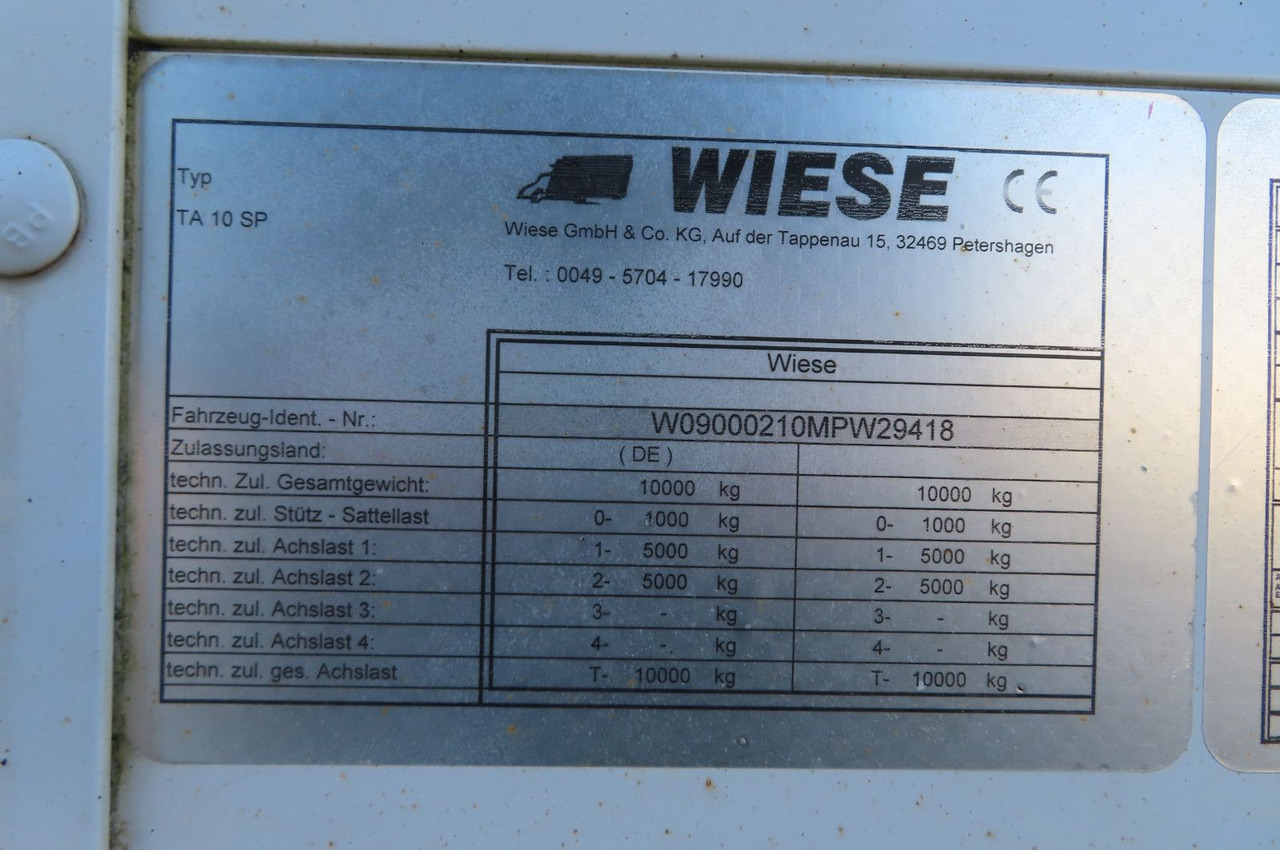 Typ
TA 10 SP
WIESE CE
Wiese GmbH & Co. KG, Auf der Tappenau 15, 32469 Petershagen
Tel. : 0049 - 5704 - 17990
Wiese
Fahrzeug-Ident. - Nr.: W09000210MPW29418
Zulassungsland: ( DE )
techn. Zul. Gesamtgewicht: 10000 kg 10000 kg
techn. zul. Stütz - Sattellast 0- 1000 kg 0- 1000 kg
techn. zul. Achslast 1: 1- 5000 kg 1- 5000 kg
techn. zul. Achslast 2: 2- 5000 kg 2- 5000 kg
techn. zul. Achslast 3: 3- - kg 3- - kg
techn. zul. Achslast 4: 4- - kg 4- - kg
techn. zul. ges. Achslast T- 10000 kg T- 10000 kg